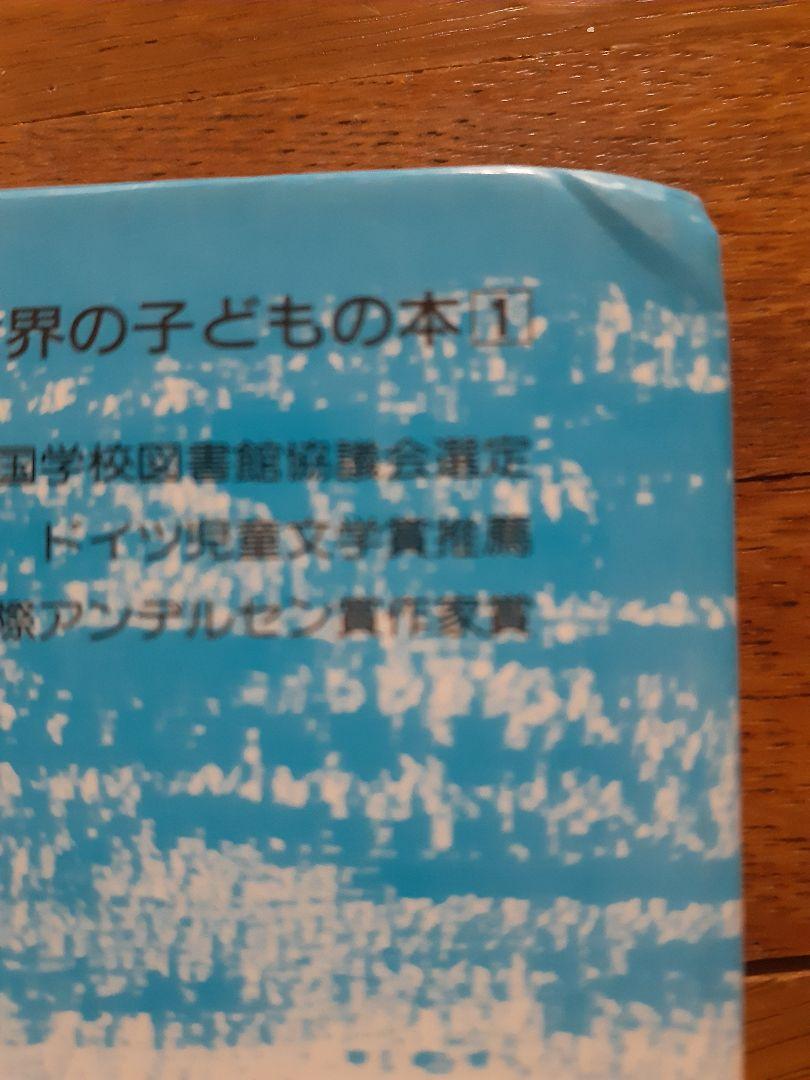 界の子どもの本1
国学校図書館協議会選定
ドイツ児童文学賞推薦
際アンデルセン賞作家賞